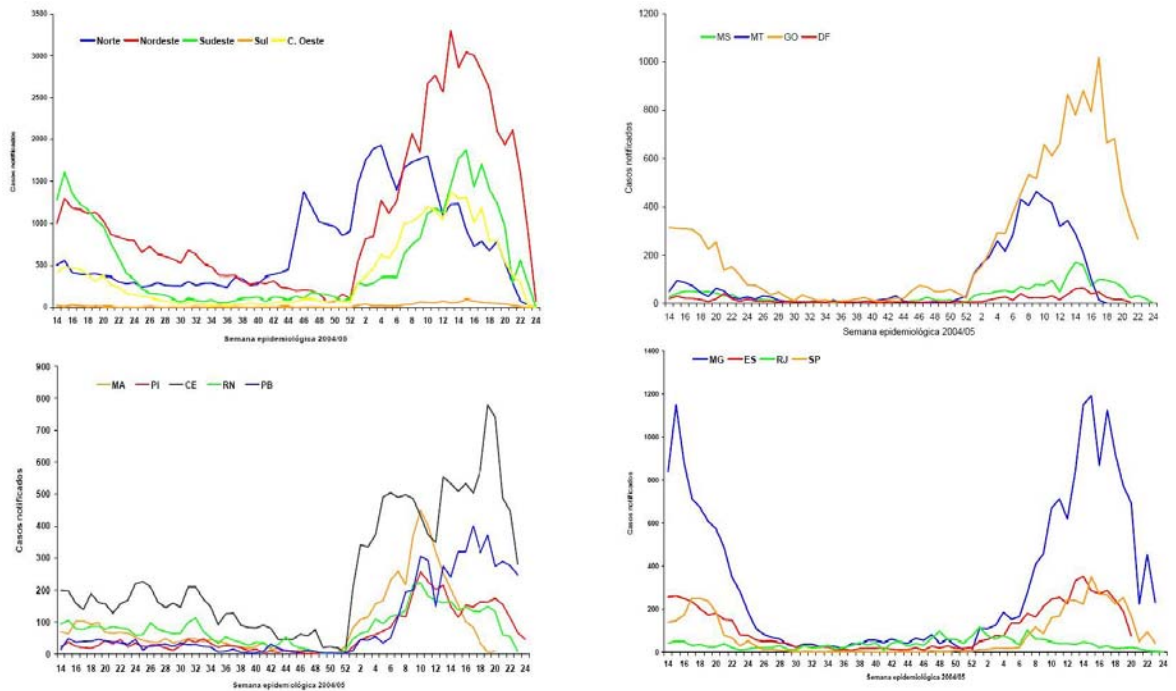 3500
3000
2500
2000
1500
1000
500
0
Casos notificados
Norte Nordeste Sudeste Sul C. Oeste
14 16 18 20 22 24 26 28 30 32 34 36 38 40 42 44 46 48 50 52 2 4 6 8 10 12 14 16 18 20 22 24
Semana epidemiológica 2004/05
1200
1000
800
600
400
200
0
Casos notificados
MS MT GO DF
14 16 18 20 22 24 26 28 30 32 34 36 38 40 42 44 46 48 50 52 2 4 6 8 10 12 14 16 18 20 22 24
Semana epidemiológica 2004/05
900
800
700
600
500
400
300
200
100
0
Casos notificados
MA PI CE RN PB
14 16 18 20 22 24 26 28 30 32 34 36 38 40 42 44 46 48 50 52 2 4 6 8 10 12 14 16 18 20 22 24
Semana epidemiológica 2004/05
1400
1200
1000
800
600
400
200
0
Casos notificados
MG ES RJ SP
14 16 18 20 22 24 26 28 30 32 34 36 38 40 42 44 46 48 50 52 2 4 6 8 10 12 14 16 18 20 22 24
Semana epidemiológica 2004/05